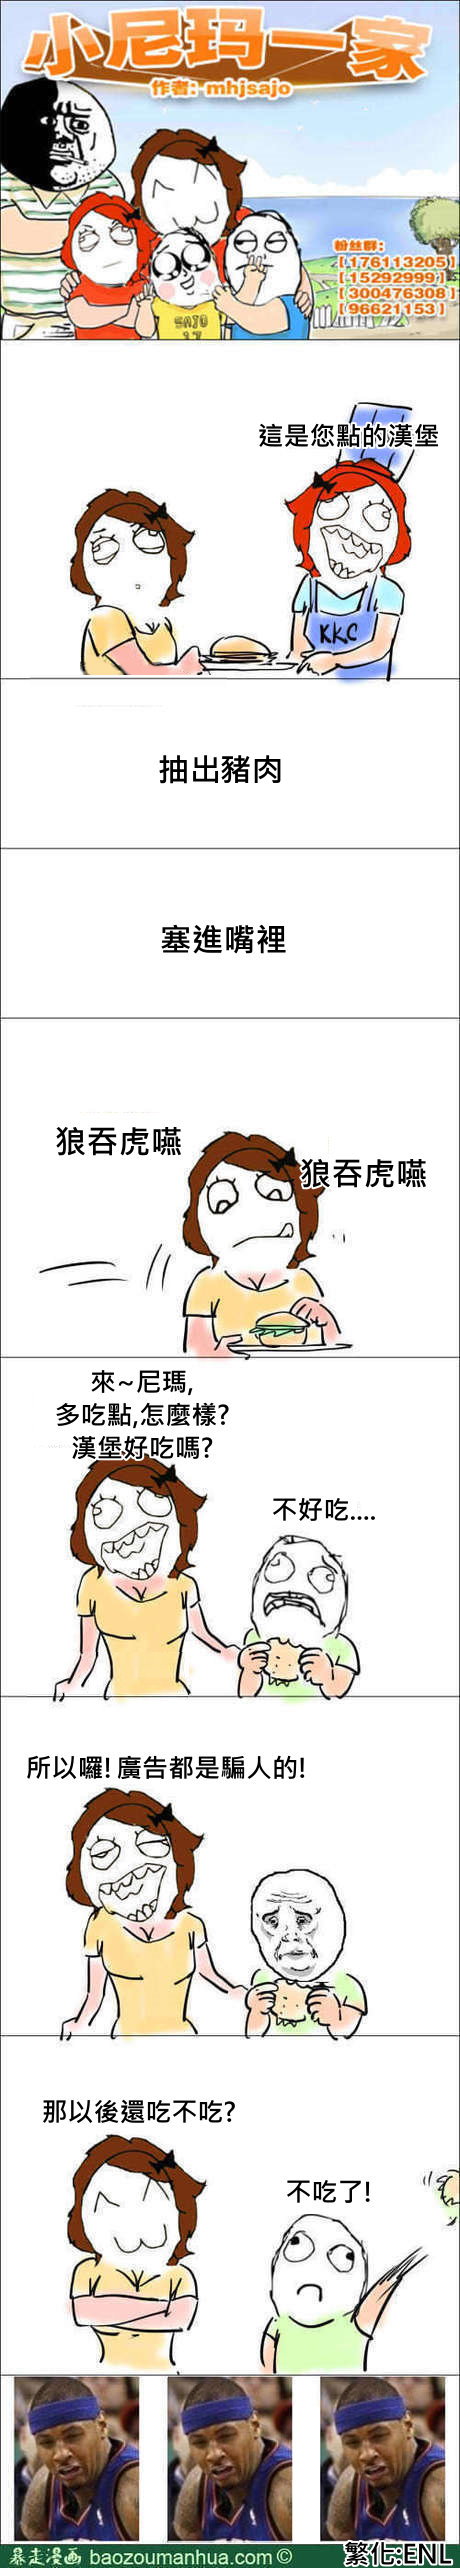 小尼玛一家
作者: mhjsajo
粉丝群:
【176113205】
【15292999】
【300476308】
【96621153】
SAJO
17
這是您點的漢堡
KKC
抽出豬肉
塞進嘴裡
狼吞虎嚥
狼吞虎嚥
來~尼瑪,
多吃點,怎麼樣?
漢堡好吃嗎?
不好吃....
所以囉! 廣告都是騙人的!
那以後還吃不吃?
不吃了!
暴走漫画 baozoumanhua.com ©
繁化:ENL